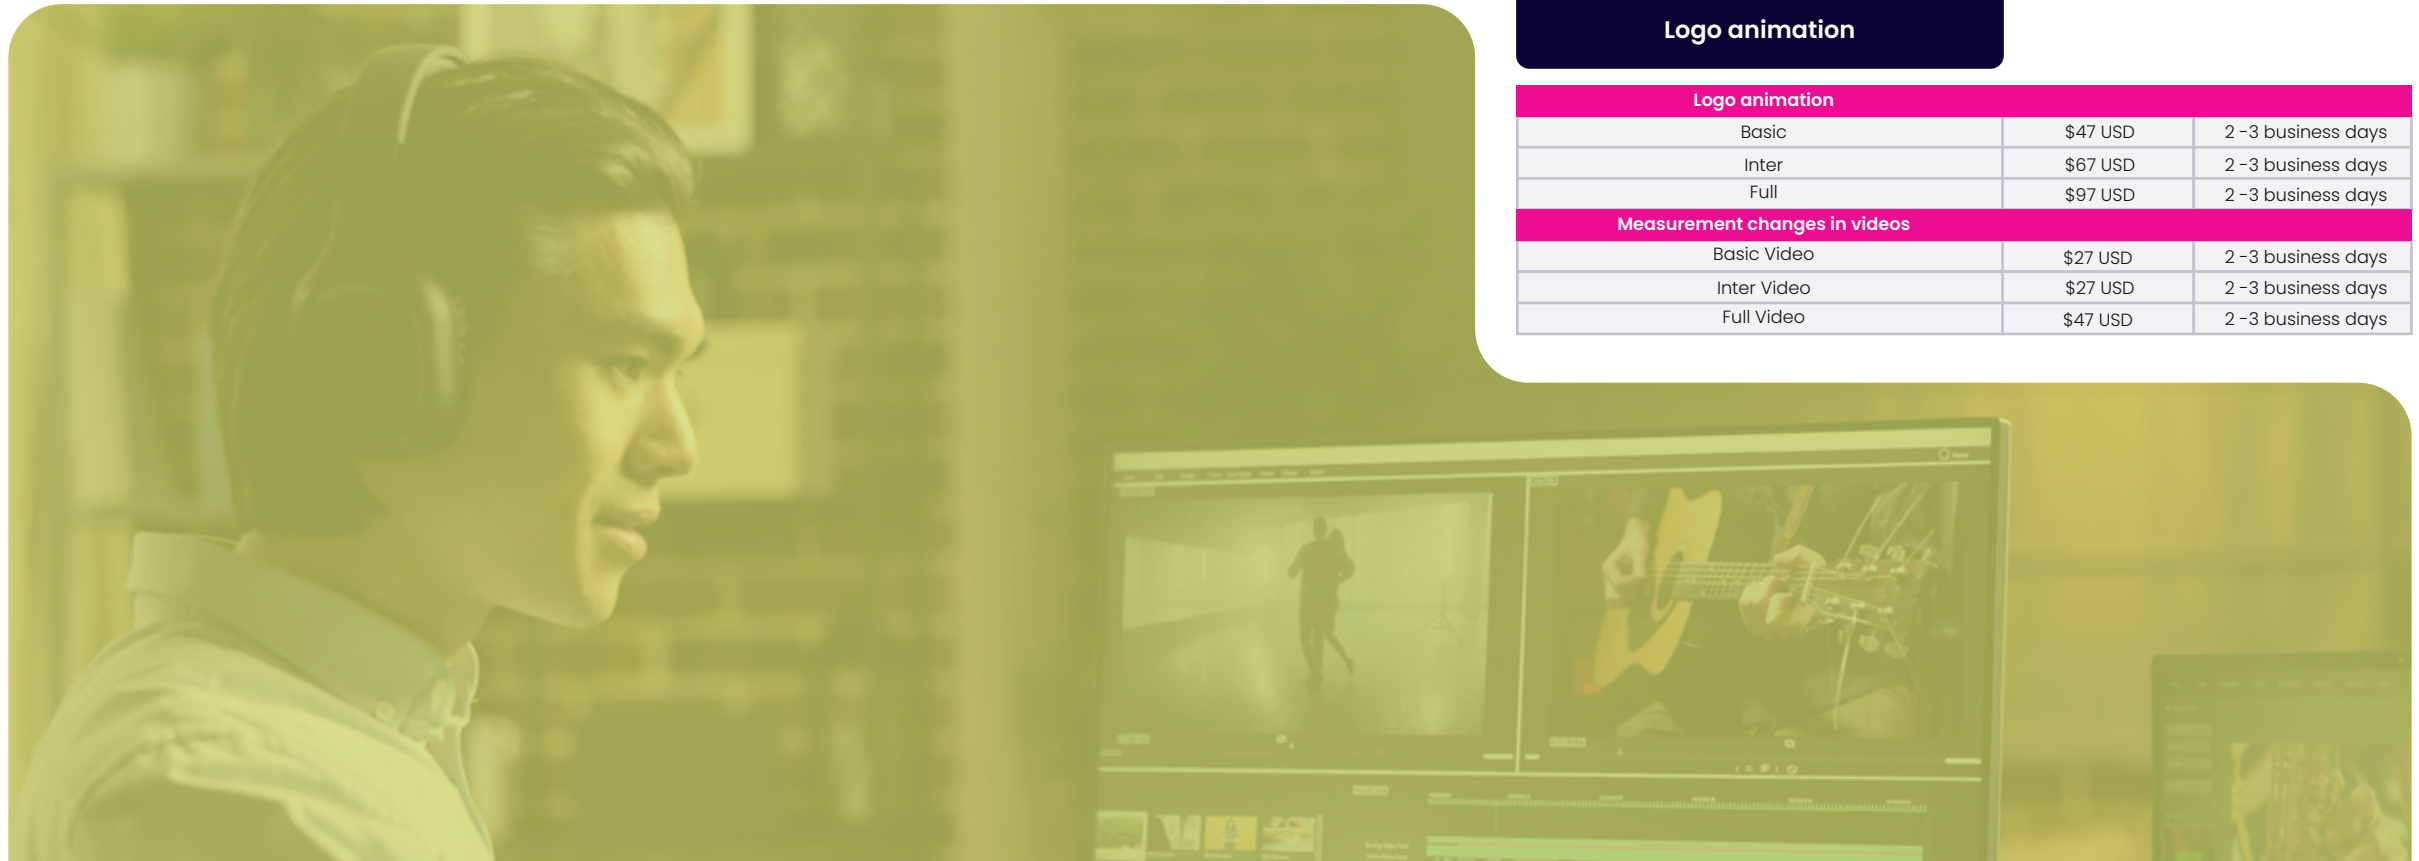 Logo animation
Logo animation
Basic $47 USD 2 -3 business days
Inter $67 USD 2 -3 business days
Full $97 USD 2 -3 business days
Measurement changes in videos
Basic Video $27 USD 2 -3 business days
Inter Video $27 USD 2 -3 business days
Full Video $47 USD 2 -3 business days